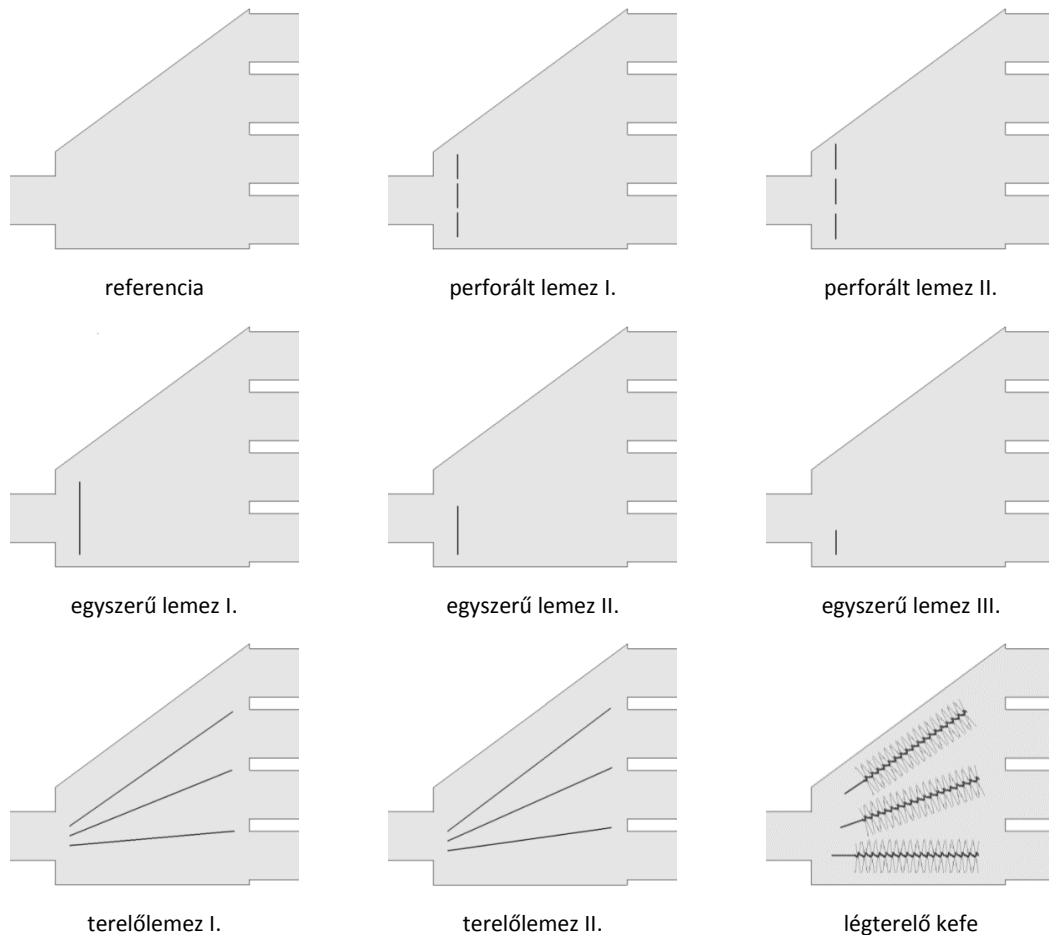 referencia
perforált lemez I.
perforált lemez II.
egyszerű lemez I.
egyszerű lemez II.
egyszerű lemez III.
terelőlemez I.
terelőlemez II.
légterelő kefe